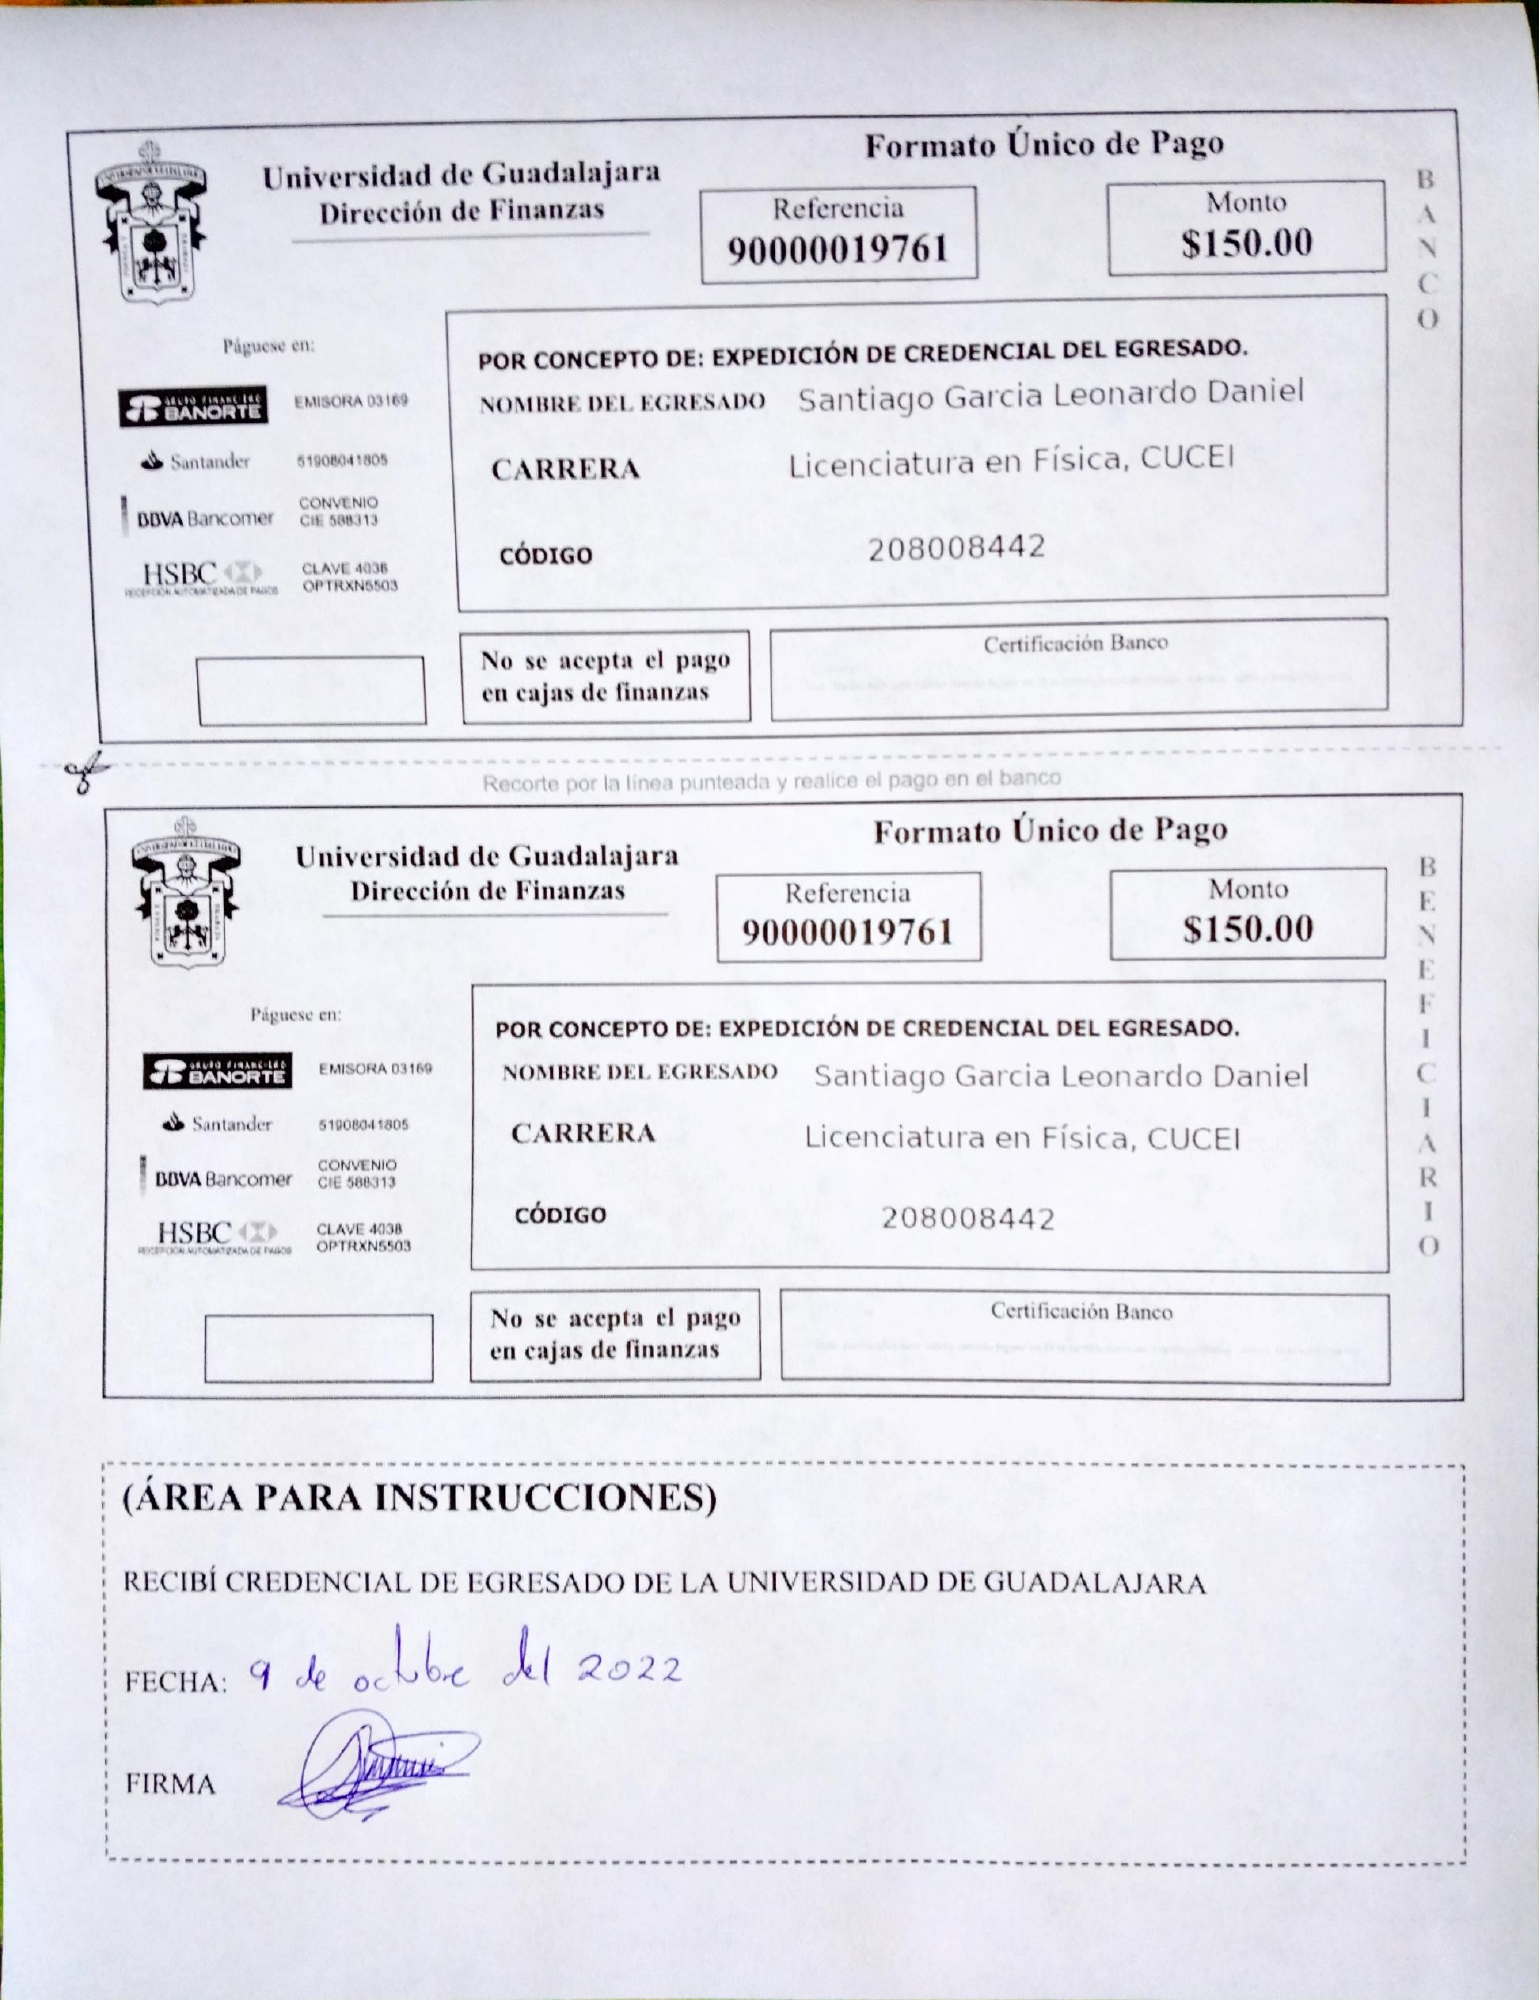 Formato Único de Pago
Universidad de Guadalajara
Dirección de Finanzas
Referencia
90000019761
Monto
$150.00
BANCO
Páguese en:
GRUPO FINANCIERO
BANORTE
EMISORA 03169
Santander
51908041805
BBVA Bancomer
CONVENIO
CIE 588313
HSBC
RECEPCIÓN AUTOMATIZADA DE PAGOS
CLAVE 4038
OPTRXN5503
POR CONCEPTO DE: EXPEDICIÓN DE CREDENCIAL DEL EGRESADO.
NOMBRE DEL EGRESADO Santiago Garcia Leonardo Daniel
CARRERA Licenciatura en Física, CUCEI
CÓDIGO 208008442
No se acepta el pago
en cajas de finanzas
Certificación Banco
Recorte por la línea punteada y realice el pago en el banco
Formato Único de Pago
Universidad de Guadalajara
Dirección de Finanzas
Referencia
90000019761
Monto
$150.00
BENEFICIARIO
Páguese en:
GRUPO FINANCIERO
BANORTE
EMISORA 03169
Santander
51908041805
BBVA Bancomer
CONVENIO
CIE 588313
HSBC
RECEPCIÓN AUTOMATIZADA DE PAGOS
CLAVE 4038
OPTRXN5503
POR CONCEPTO DE: EXPEDICIÓN DE CREDENCIAL DEL EGRESADO.
NOMBRE DEL EGRESADO Santiago Garcia Leonardo Daniel
CARRERA Licenciatura en Física, CUCEI
CÓDIGO 208008442
No se acepta el pago
en cajas de finanzas
Certificación Banco
(ÁREA PARA INSTRUCCIONES)
RECIBÍ CREDENCIAL DE EGRESADO DE LA UNIVERSIDAD DE GUADALAJARA
FECHA: 9 de octubre del 2022
FIRMA